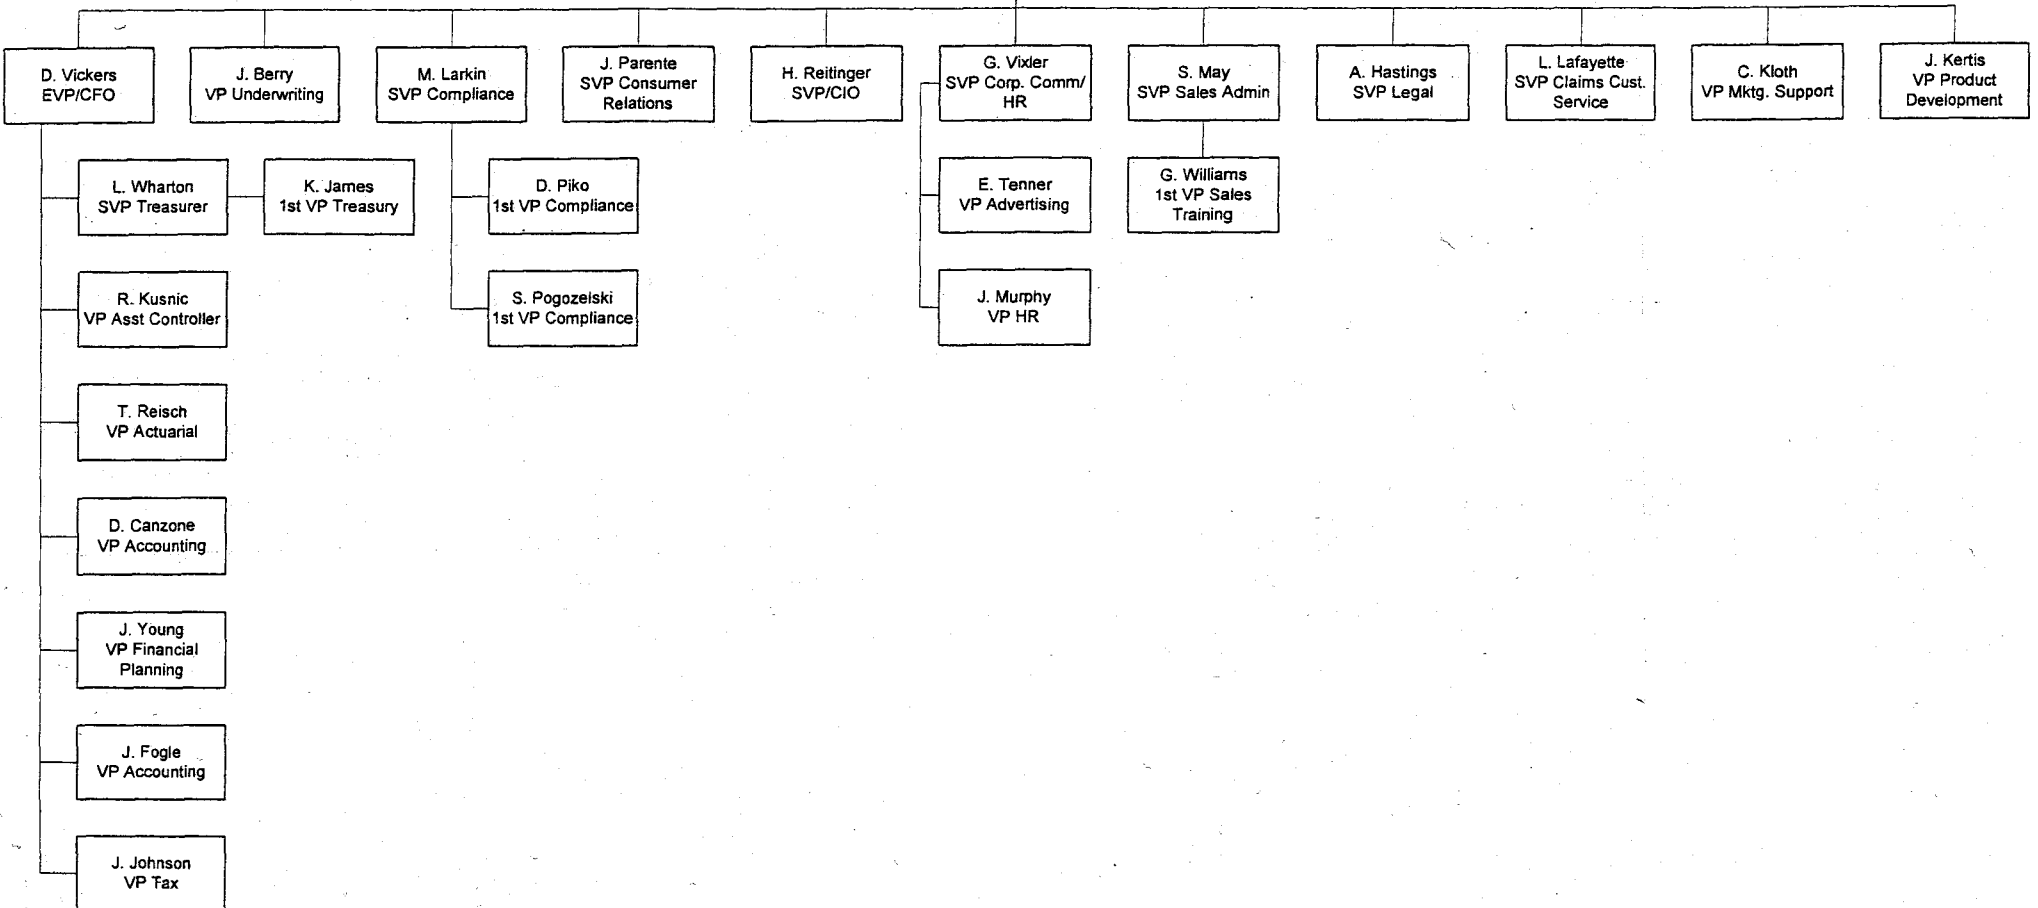 D. Vickers
EVP/CFO
J. Berry
VP Underwriting
M. Larkin
SVP Compliance
J. Parente
SVP Consumer
Relations
H. Reitinger
SVP/CIO
G. Vixler
SVP Corp. Comm/
HR
S. May
SVP Sales Admin
A. Hastings
SVP Legal
L. Lafayette
SVP Claims Cust.
Service
C. Kloth
VP Mktg. Support
J. Kertis
VP Product
Development
L. Wharton
SVP Treasurer
K. James
1st VP Treasury
D. Piko
1st VP Compliance
E. Tenner
VP Advertising
G. Williams
1st VP Sales
Training
R. Kusnic
VP Asst Controller
S. Pogozelski
1st VP Compliance
J. Murphy
VP HR
T. Reisch
VP Actuarial
D. Canzone
VP Accounting
J. Young
VP Financial
Planning
J. Fogle
VP Accounting
J. Johnson
VP Tax